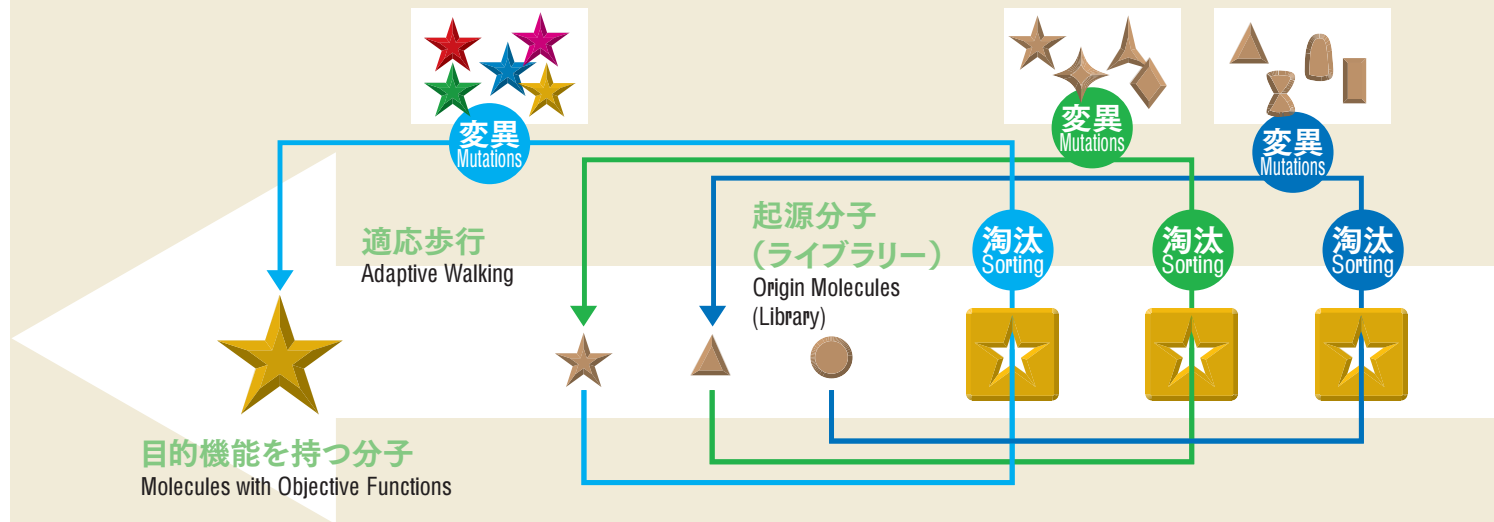 変異
Mutations
変異
Mutations
変異
Mutations
適応歩行
Adaptive Walking
起源分子
（ライブラリー）
Origin Molecules
(Library)
淘汰
Sorting
淘汰
Sorting
淘汰
Sorting
目的機能を持つ分子
Molecules with Objective Functions